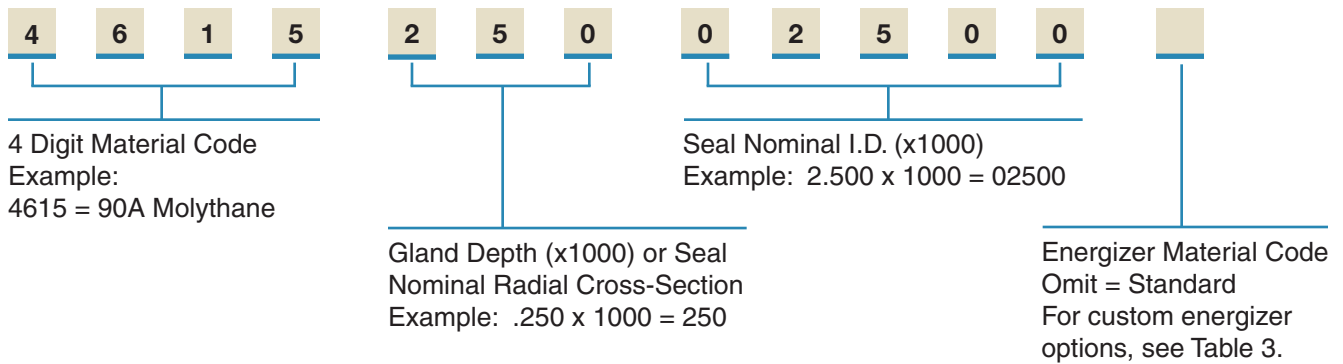 4 6 1 5 2 5 0 0 2 5 0 0
4 Digit Material Code
Example:
4615 = 90A Molythane
Seal Nominal I.D. (x1000)
Example: 2.500 x 1000 = 02500
Gland Depth (x1000) or Seal
Nominal Radial Cross-Section
Example: .250 x 1000 = 250
Energizer Material Code
Omit = Standard
For custom energizer
options, see Table 3.